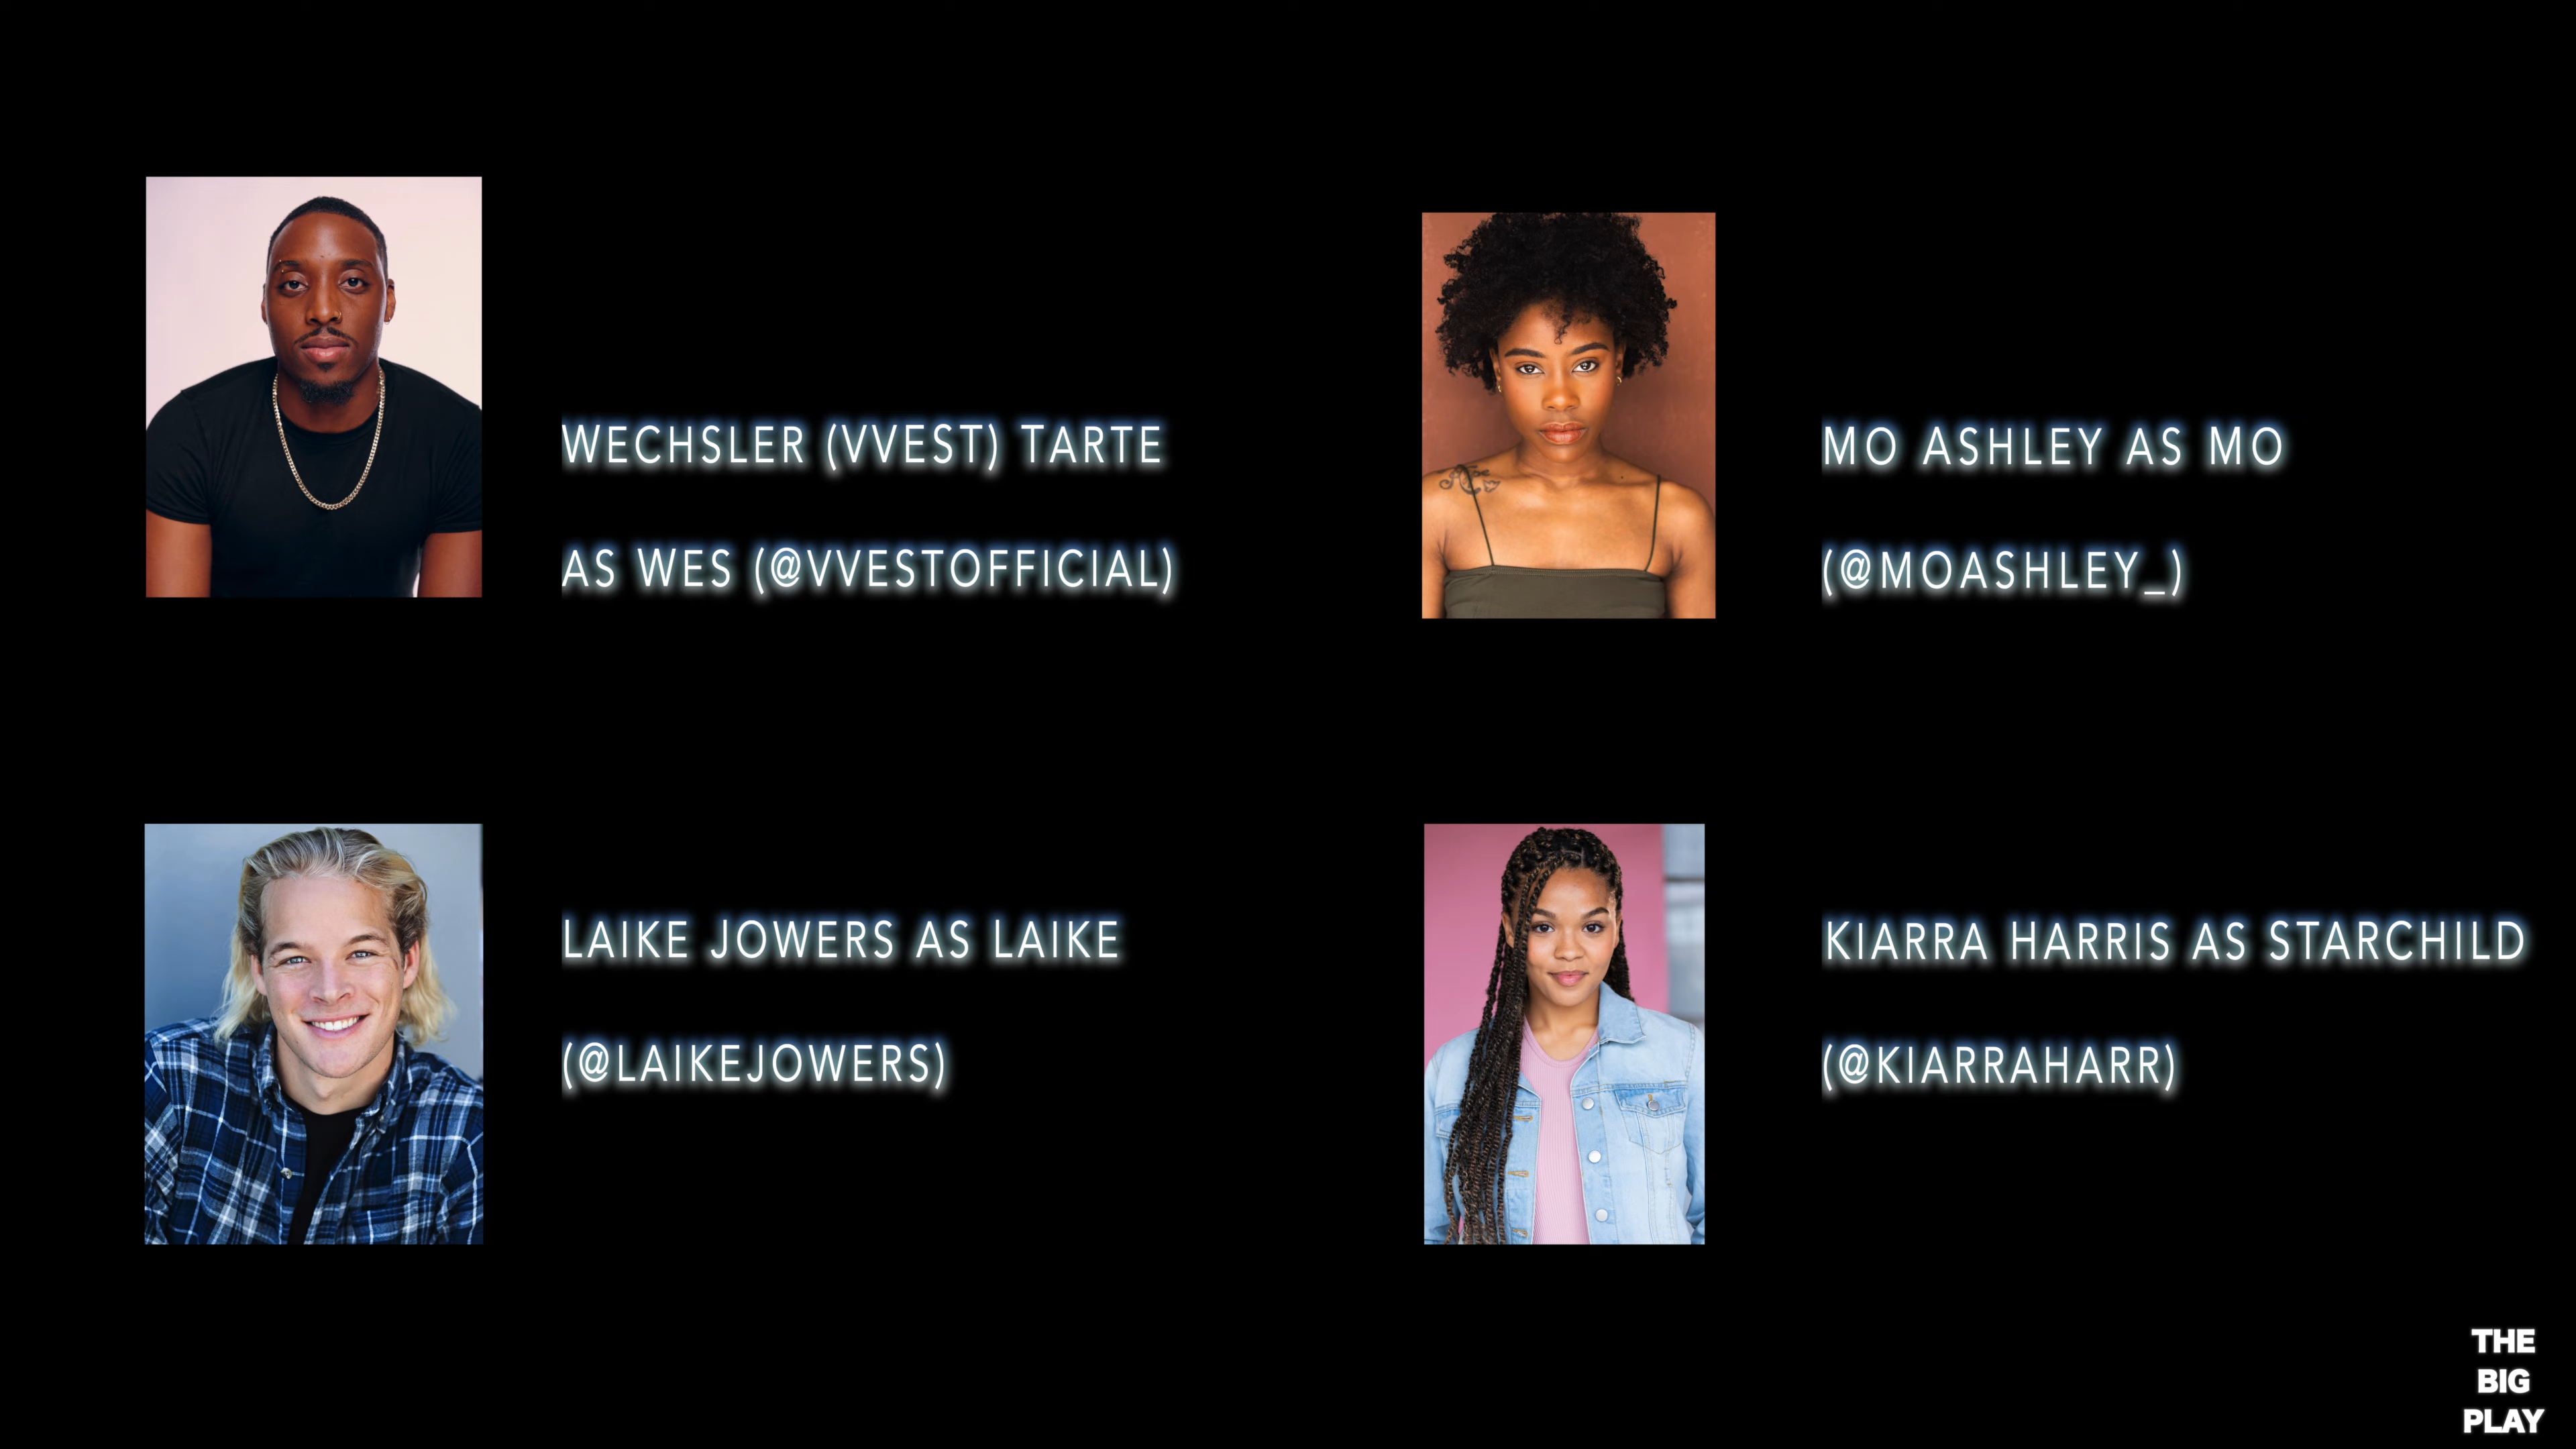 WECHSLER (VVEST) TARTE
AS WES (@VVESTOFFICIAL)
MO ASHLEY AS MO
(@MOASHLEY_)
LAIKE JOWERS AS LAIKE
(@LAIKEJOWERS)
KIARRA HARRIS AS STARCHILD
(@KIARRAHARR)
THE
BIG
PLAY